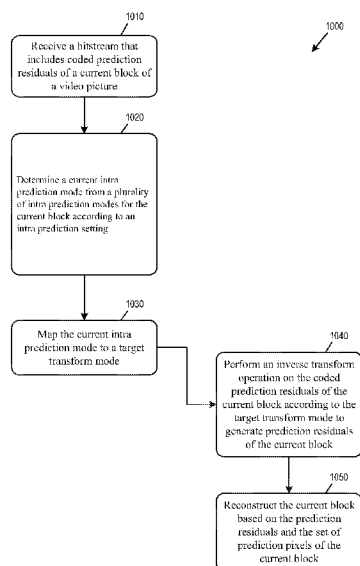 1010
1000
Receive a bitstream that
includes coded prediction
residuals of a current block of
a video picture
1020
Determine a current intra
prediction mode from a plurality
of intra prediction modes for the
current block according to an
intra prediction setting
1030
Map the current intra
prediction mode to a target
transform mode
1040
Perform an inverse transform
operation on the coded
prediction residuals of the
current block according to the
target transform mode to
generate prediction residuals
of the current block
1050
Reconstruct the current block
based on the prediction
residuals and the set of
prediction pixels of the
current block